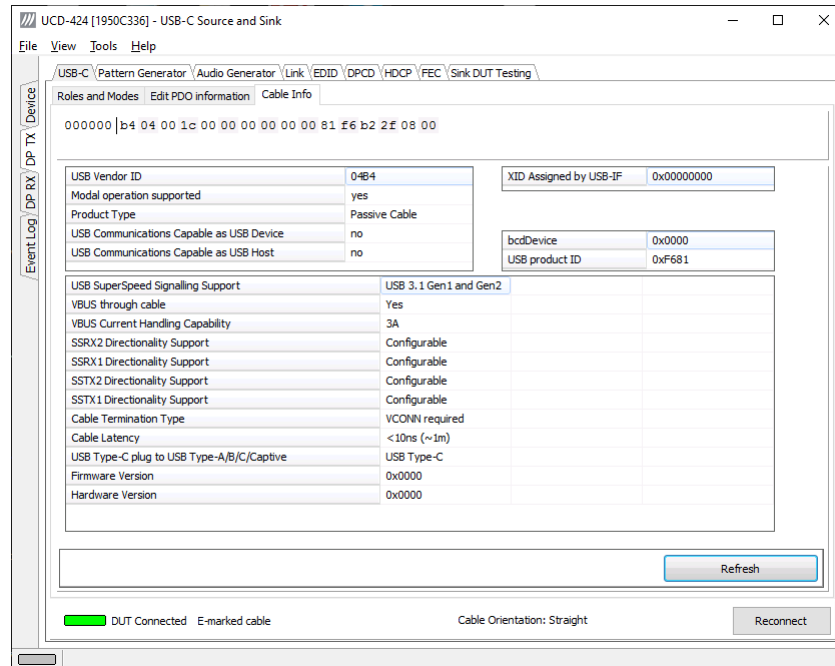 UCD-424 [1950C336] - USB-C Source and Sink
File View Tools Help
USB-C Pattern Generator Audio Generator Link EDID DPCD HDCP FEC Sink DUT Testing
Roles and Modes Edit PDO information Cable Info
Device
DP TX
DP RX
Event Log
000000 b4 04 00 1c 00 00 00 00 00 00 81 f6 b2 2f 08 00
USB Vendor ID 04B4
Modal operation supported yes
Product Type Passive Cable
USB Communications Capable as USB Device no
USB Communications Capable as USB Host no
XID Assigned by USB-IF 0x00000000
bcdDevice 0x0000
USB product ID 0xF681
USB SuperSpeed Signalling Support USB 3.1 Gen1 and Gen2
VBUS through cable Yes
VBUS Current Handling Capability 3A
SSRX2 Directionality Support Configurable
SSRX1 Directionality Support Configurable
SSTX2 Directionality Support Configurable
SSTX1 Directionality Support Configurable
Cable Termination Type VCONN required
Cable Latency <10ns (~1m)
USB Type-C plug to USB Type-A/B/C/Captive USB Type-C
Firmware Version 0x0000
Hardware Version 0x0000
Refresh
DUT Connected E-marked cable Cable Orientation: Straight Reconnect